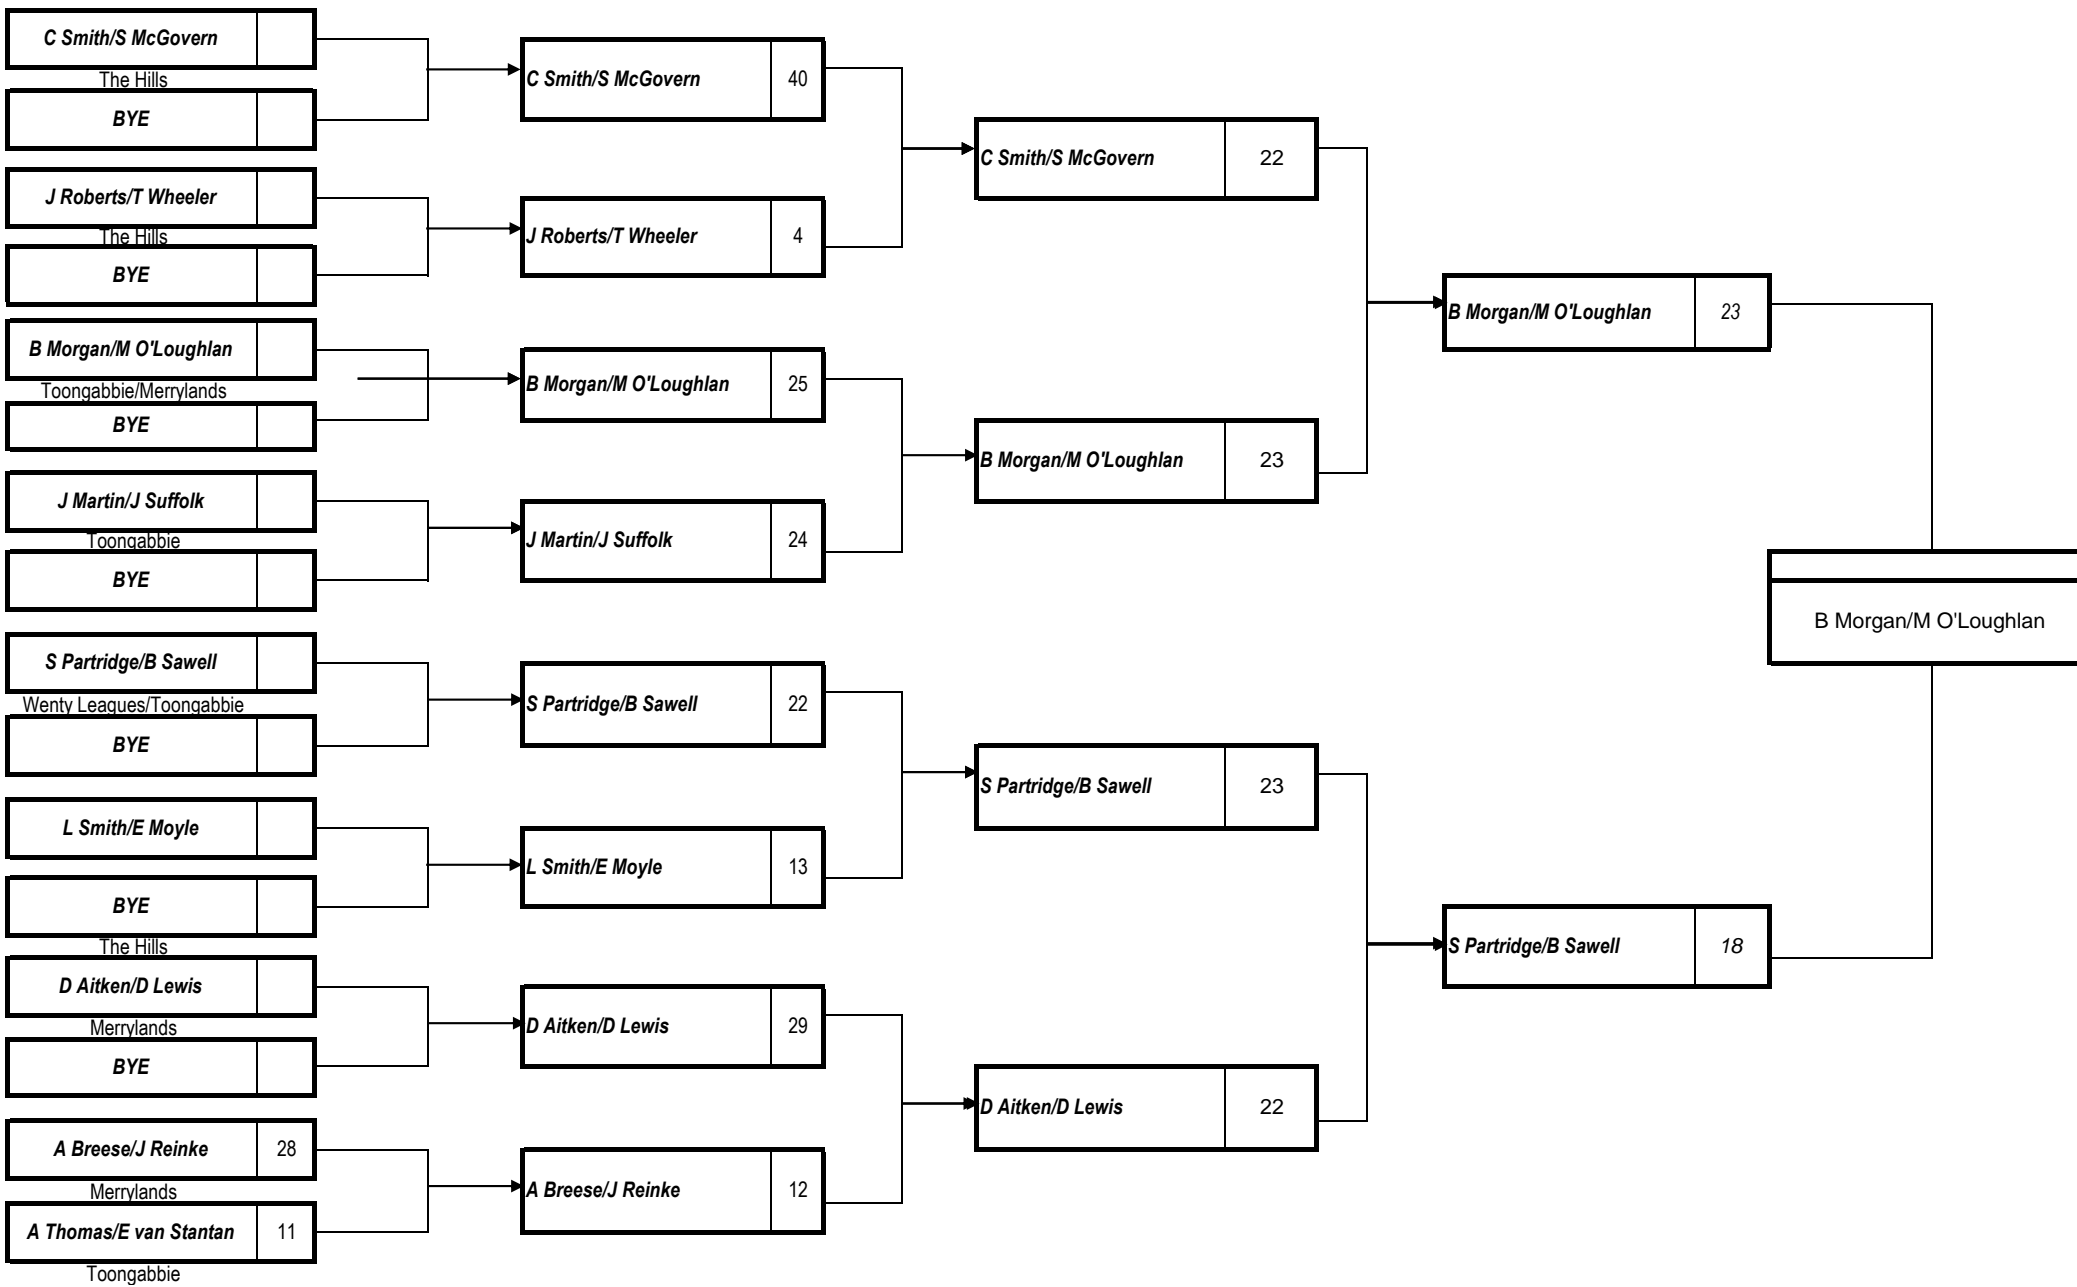 C Smith/S McGovern
The Hills
BYE
J Roberts/T Wheeler
The Hills
BYE
B Morgan/M O'Loughlan
Toongabbie/Merrylands
BYE
J Martin/J Suffolk
Toongabbie
BYE
S Partridge/B Sawell
Wenty Leagues/Toongabbie
BYE
L Smith/E Moyle
BYE
The Hills
D Aitken/D Lewis
Merrylands
BYE
A Breese/J Reinke 28
Merrylands
A Thomas/E van Stantan 11
Toongabbie
C Smith/S McGovern 40
J Roberts/T Wheeler 4
B Morgan/M O'Loughlan 25
J Martin/J Suffolk 24
S Partridge/B Sawell 22
L Smith/E Moyle 13
D Aitken/D Lewis 29
A Breese/J Reinke 12
C Smith/S McGovern 22
B Morgan/M O'Loughlan 23
S Partridge/B Sawell 23
D Aitken/D Lewis 22
B Morgan/M O'Loughlan 23
S Partridge/B Sawell 18
B Morgan/M O'Loughlan